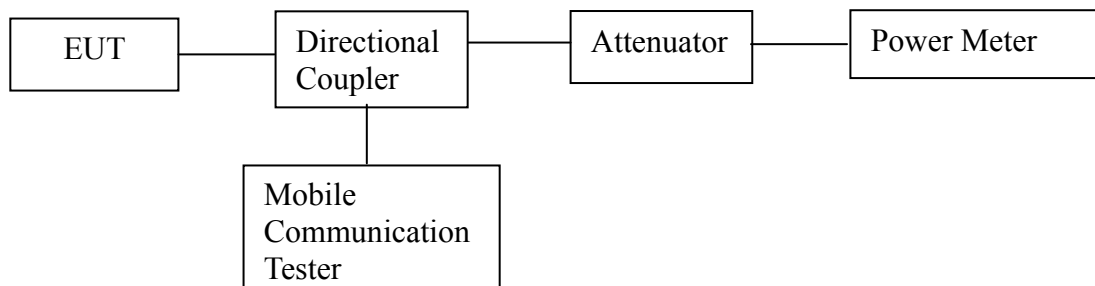 EUT
Directional
Coupler
Attenuator
Power Meter
Mobile
Communication
Tester